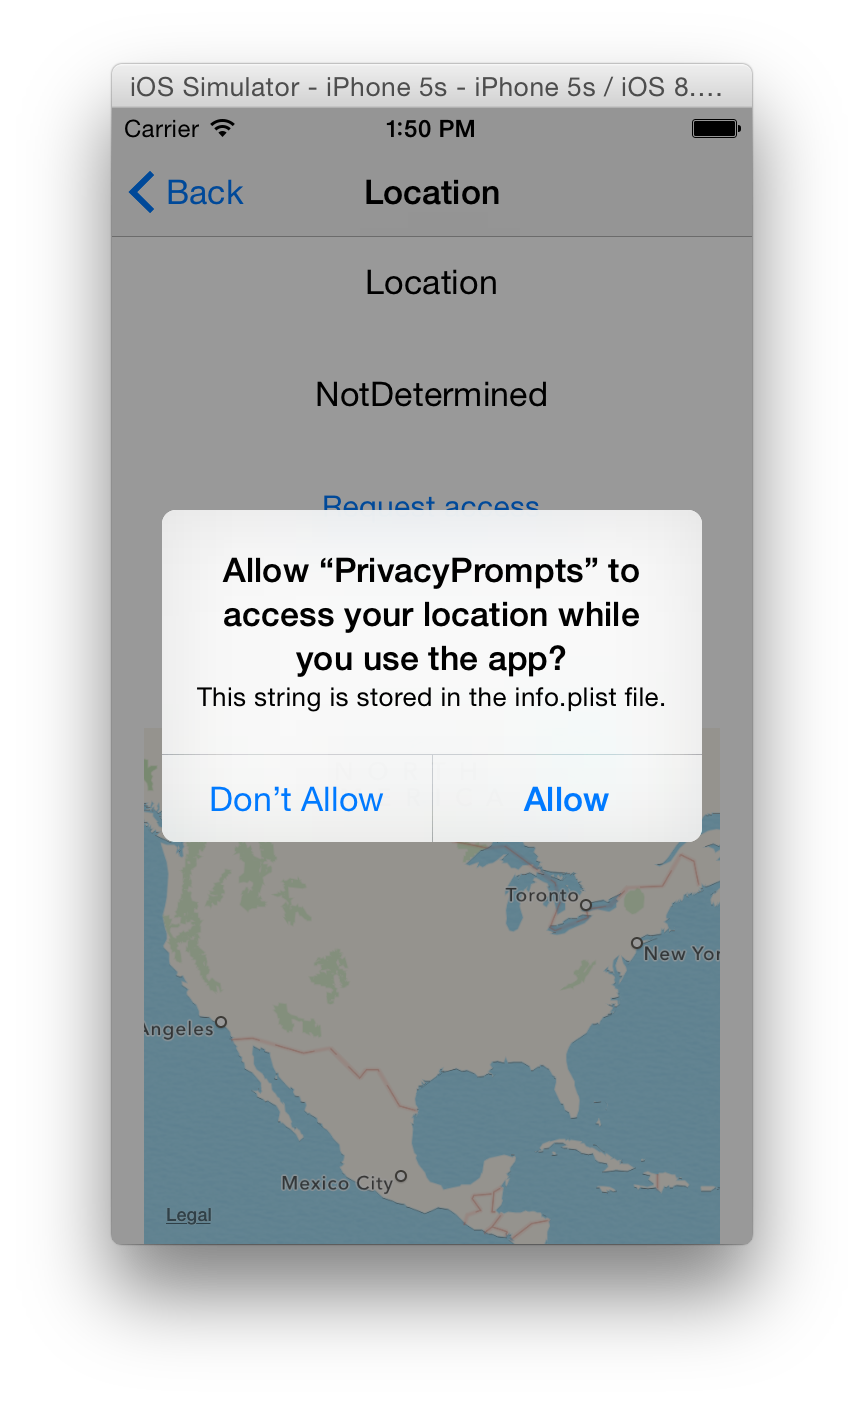 iOS Simulator - iPhone 5s - iPhone 5s / iOS 8....
Carrier 1:50 PM
Back Location
Location
NotDetermined
Request access
Allow “PrivacyPrompts” to
access your location while
you use the app?
This string is stored in the info.plist file.
NORTH
Don’t Allow Allow
Toronto
New Yor
Angeles
Mexico City
Legal